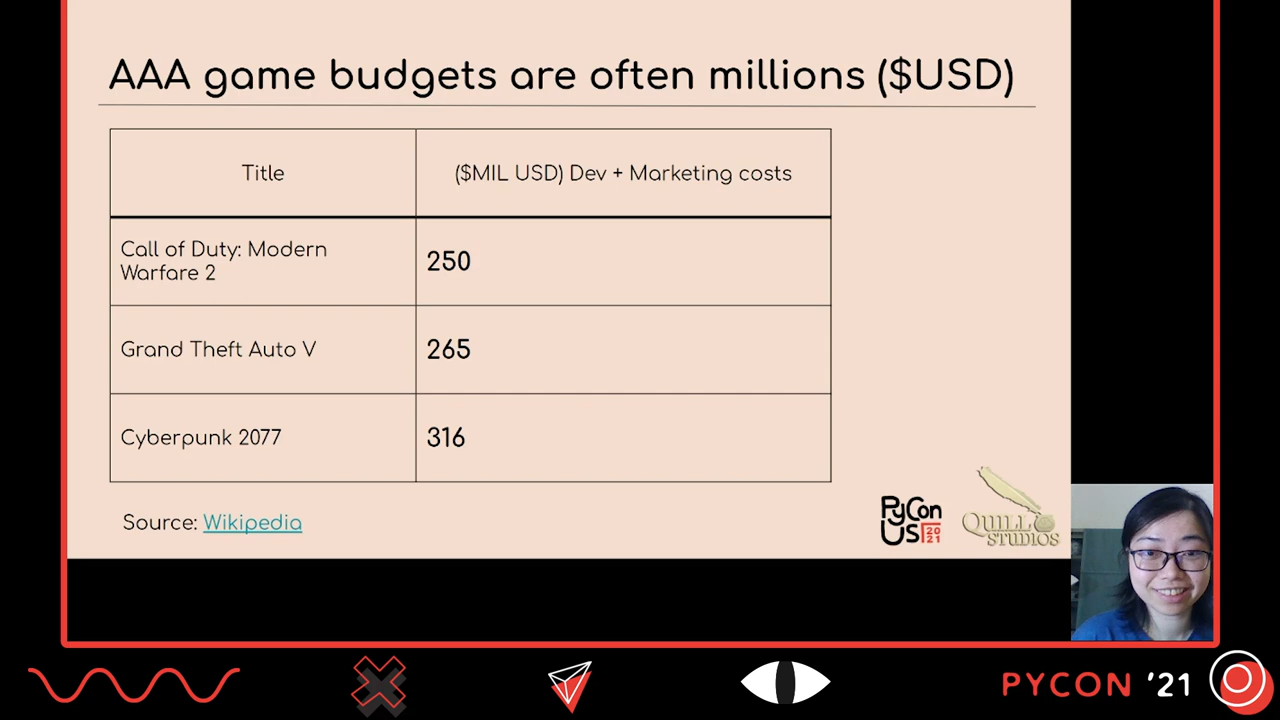 AAA game budgets are often millions ($USD)
Title
($MIL USD) Dev + Marketing costs
Call of Duty: Modern
Warfare 2
250
Grand Theft Auto V
265
Cyberpunk 2077
316
Source: Wikipedia
PyCon
US 2021
QUILL
STUDIOS
PYCON '21